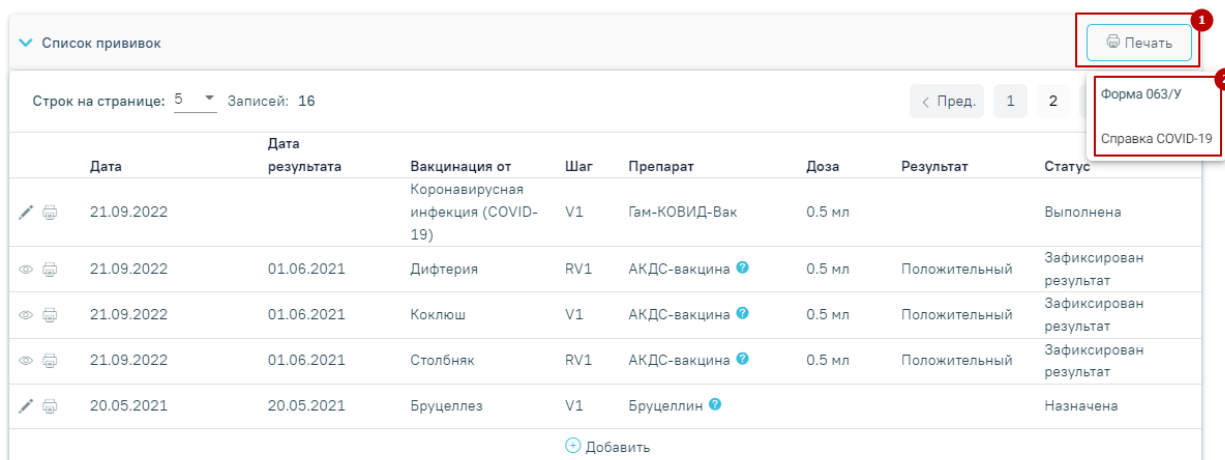 Список прививок
Печать
1
2
Форма 063/У
Справка COVID-19
Строк на странице: 5 Записей: 16
Пред. 1 2
Дата Дата результата Вакцинация от Шаг Препарат Доза Результат Статус
21.09.2022 Коронавирусная инфекция (COVID-19) V1 Гам-КОВИД-Вак 0.5 мл Выполнена
21.09.2022 01.06.2021 Дифтерия RV1 АКДС-вакцина ? 0.5 мл Положительный Зафиксирован результат
21.09.2022 01.06.2021 Коклюш V1 АКДС-вакцина ? 0.5 мл Положительный Зафиксирован результат
21.09.2022 01.06.2021 Столбняк RV1 АКДС-вакцина ? 0.5 мл Положительный Зафиксирован результат
20.05.2021 20.05.2021 Бруцеллез V1 Бруцеллин ? Назначена
Добавить